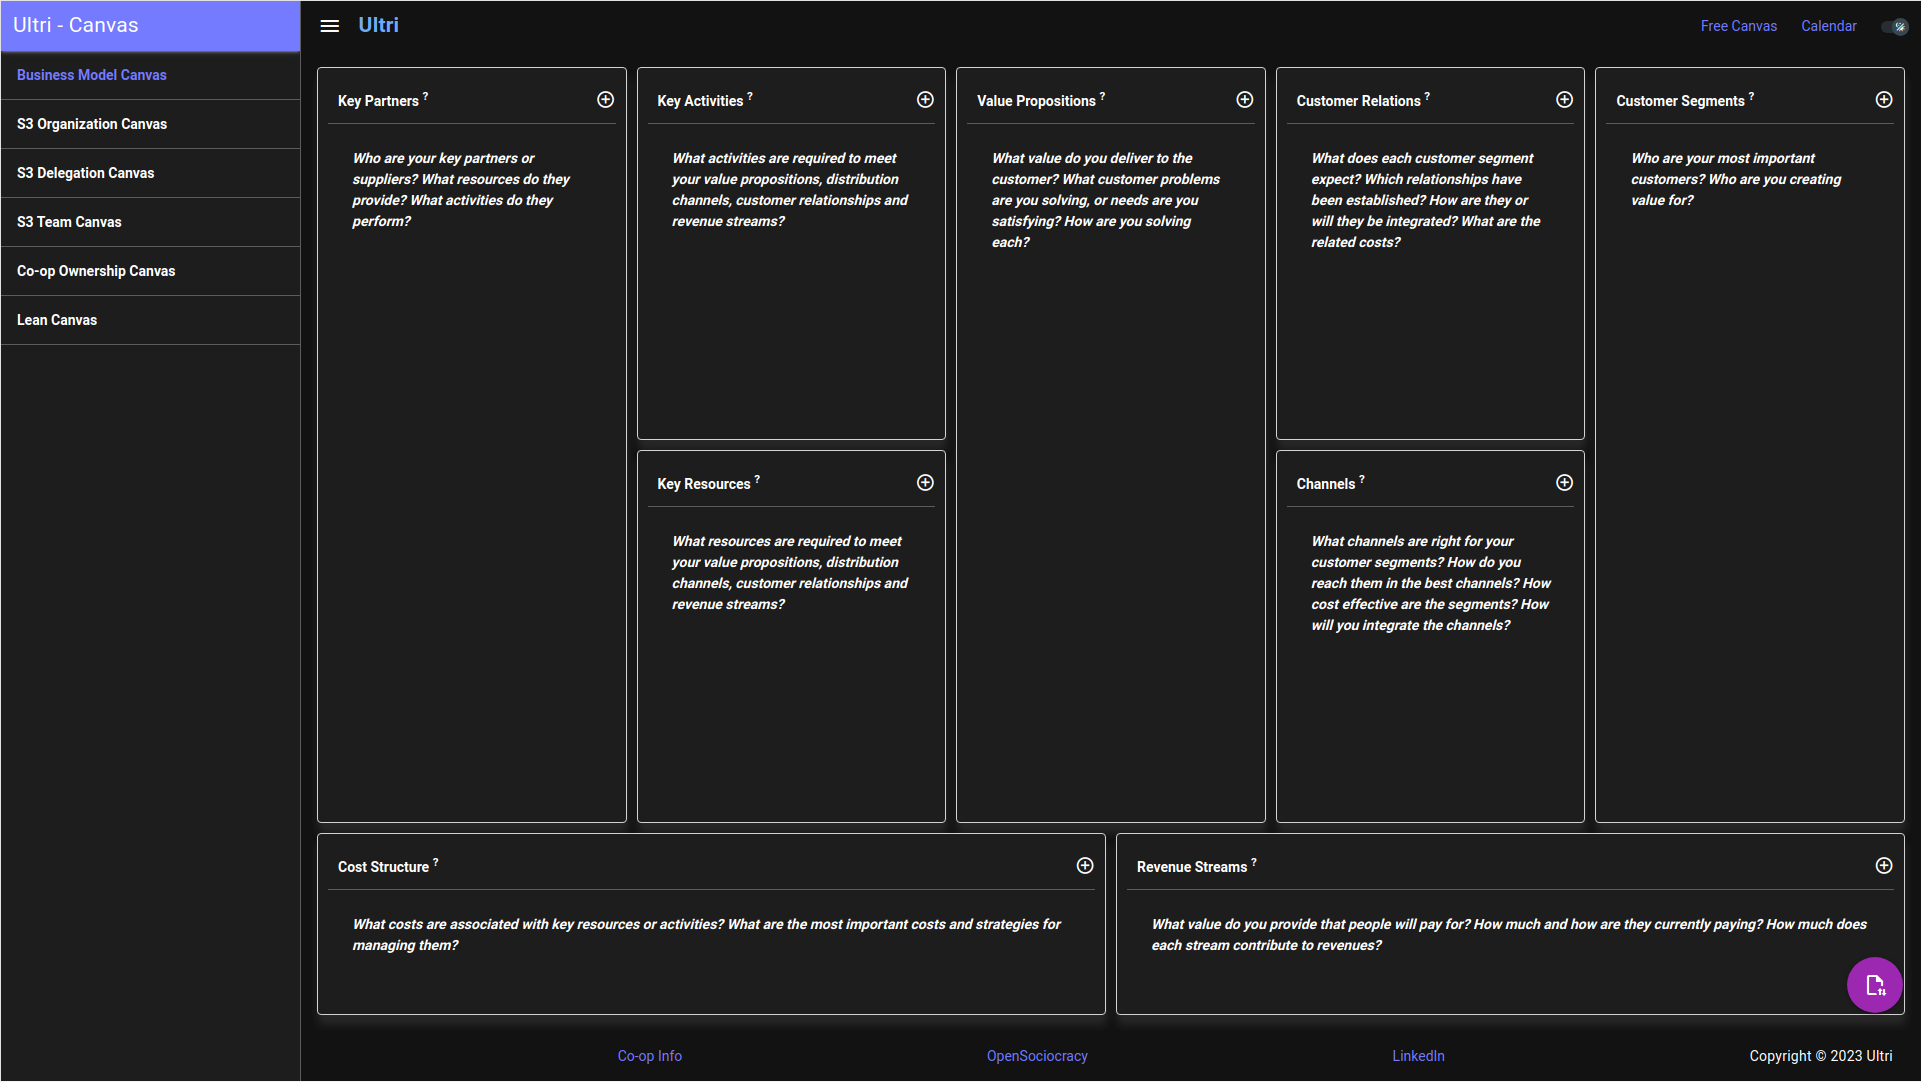 Ultri - Canvas
Business Model Canvas
S3 Organization Canvas
S3 Delegation Canvas
S3 Team Canvas
Co-op Ownership Canvas
Lean Canvas
Ultri
Free Canvas
Calendar
Key Partners ?
Who are your key partners or
suppliers? What resources do they
provide? What activities do they
perform?
Key Activities ?
What activities are required to meet
your value propositions, distribution
channels, customer relationships and
revenue streams?
Key Resources ?
What resources are required to meet
your value propositions, distribution
channels, customer relationships and
revenue streams?
Value Propositions ?
What value do you deliver to the
customer? What customer problems
are you solving, or needs are you
satisfying? How are you solving
each?
Customer Relations ?
What does each customer segment
expect? Which relationships have
been established? How are they or
will they be integrated? What are the
related costs?
Channels ?
What channels are right for your
customer segments? How do you
reach them in the best channels? How
cost effective are the segments? How
will you integrate the channels?
Customer Segments ?
Who are your most important
customers? Who are you creating
value for?
Cost Structure ?
What costs are associated with key resources or activities? What are the most important costs and strategies for
managing them?
Revenue Streams ?
What value do you provide that people will pay for? How much and how are they currently paying? How much does
each stream contribute to revenues?
Co-op Info
OpenSociocracy
LinkedIn
Copyright © 2023 Ultri